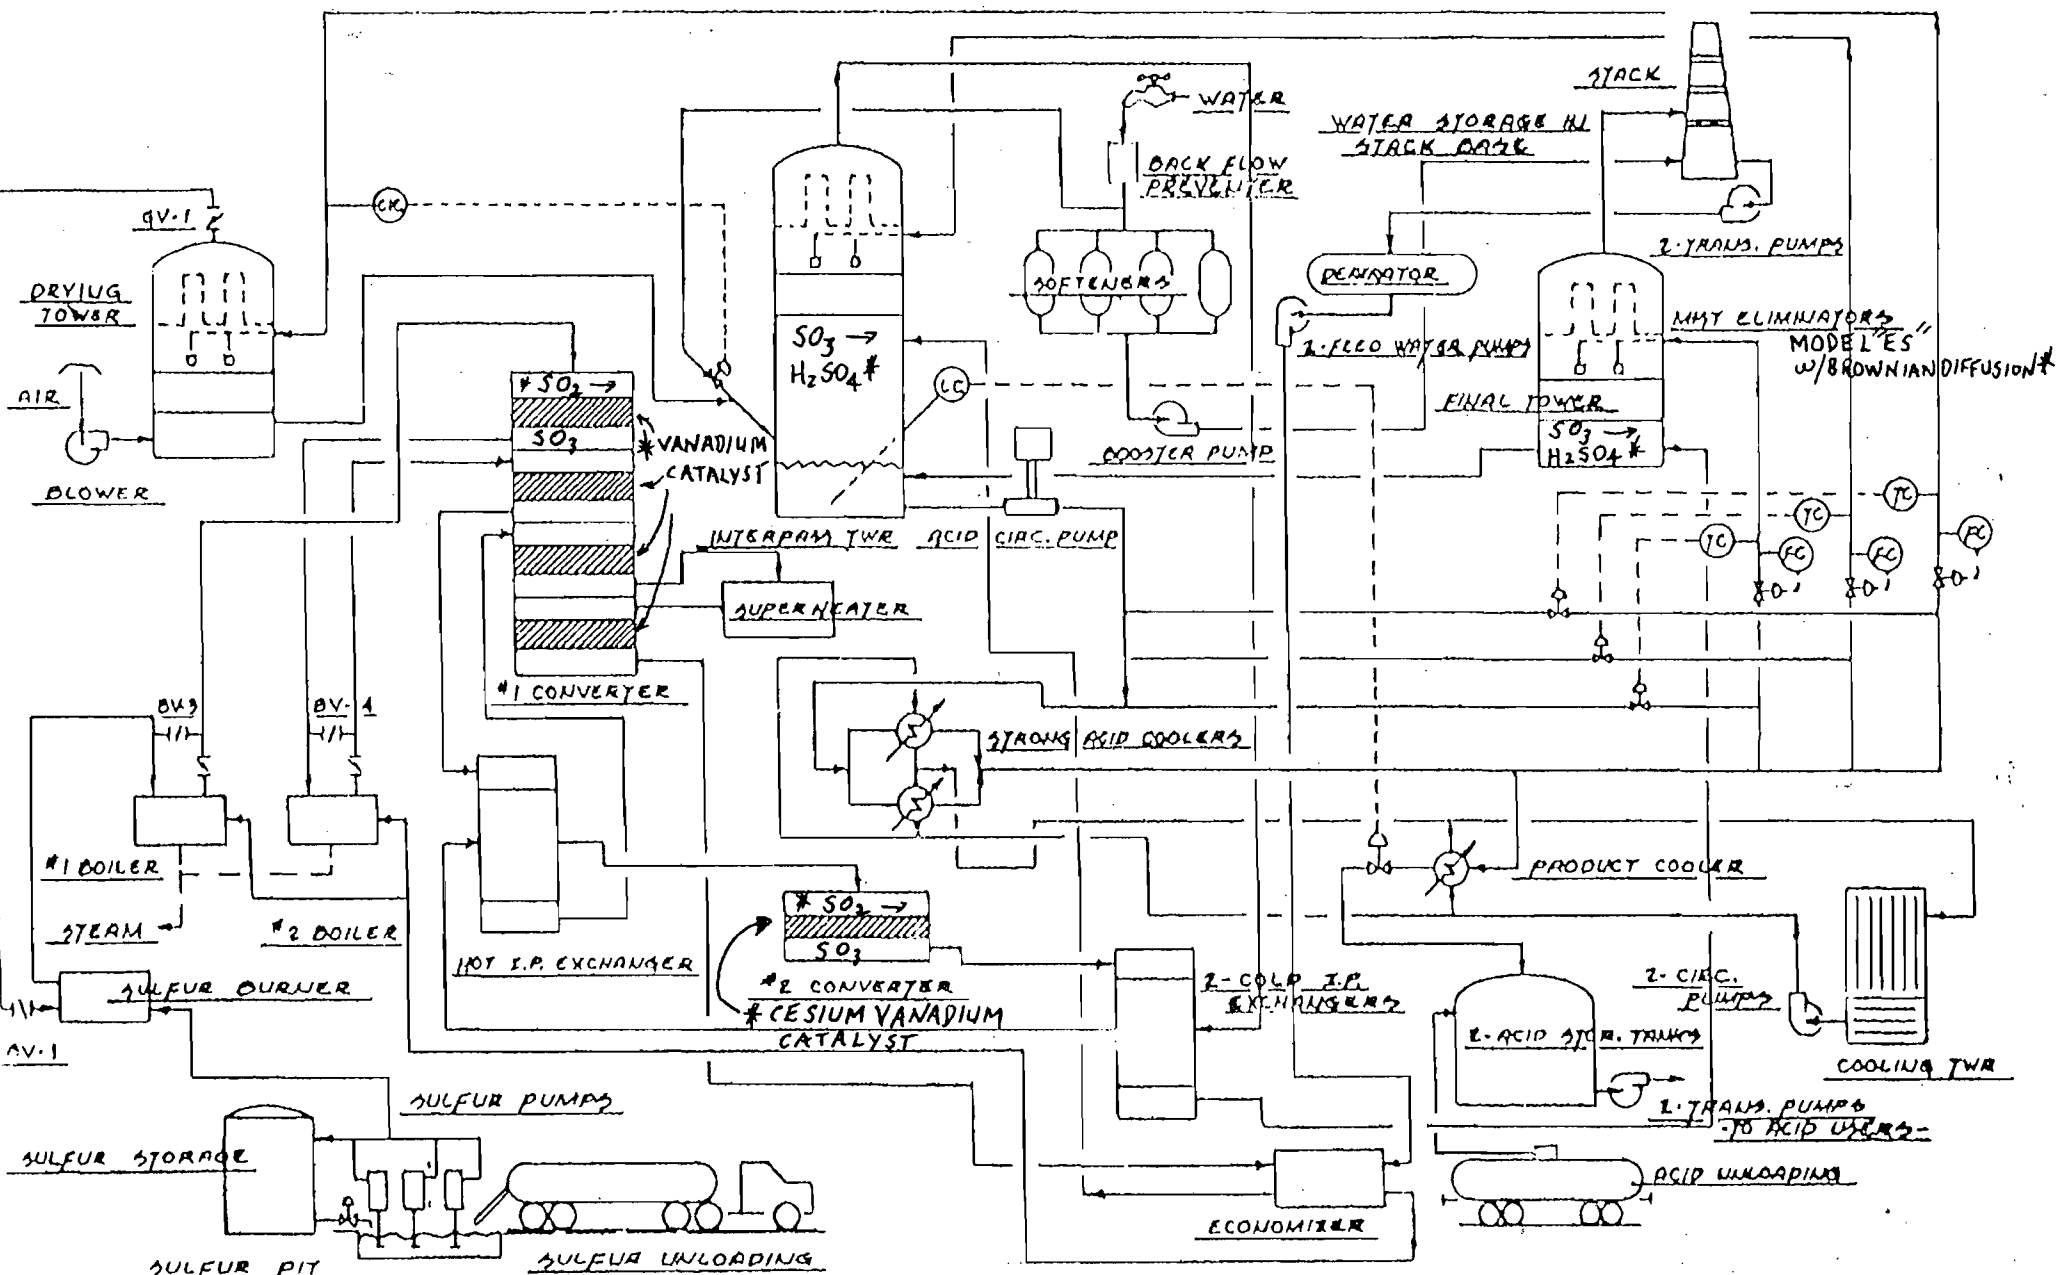 STACK
WATER
WATER STORAGE IN
STACK BASE
BACK FLOW
PREVENTER
CIC
2-TRANS. PUMPS
DRYING
TOWER
SOFTENERS
DEAERATOR
MIST ELIMINATORS
MODEL "ES"
W/BROWNIAN DIFFUSION*
SO3 →
H2SO4*
2-FEED WATER PUMPS
AIR
* SO2 →
LC
FINAL TOWER
SO3
* VANADIUM
CATALYST
SO3 →
H2SO4*
BOOSTER PUMP
BLOWER
TC
TC
TC
FC
FC
FC
INTERPASS TWR
ACID CIRC. PUMP
SUPERHEATER
#1 CONVERTER
BV-3
BV-4
STRONG ACID COOLERS
#1 BOILER
PRODUCT COOLER
STEAM
#2 BOILER
* SO2 →
SO3
HOT I.P. EXCHANGER
SULFUR BURNER
#2 CONVERTER
* CESIUM VANADIUM
CATALYST
2-COLD I.P.
EXCHANGERS
2-CIRC.
PUMPS
2-ACID STOR. TANKS
COOLING TWR
SULFUR PUMPS
2-TRANS. PUMPS
-TO ACID USERS-
SULFUR STORAGE
ACID UNLOADING
ECONOMIZER
SULFUR PIT
SULFUR UNLOADING